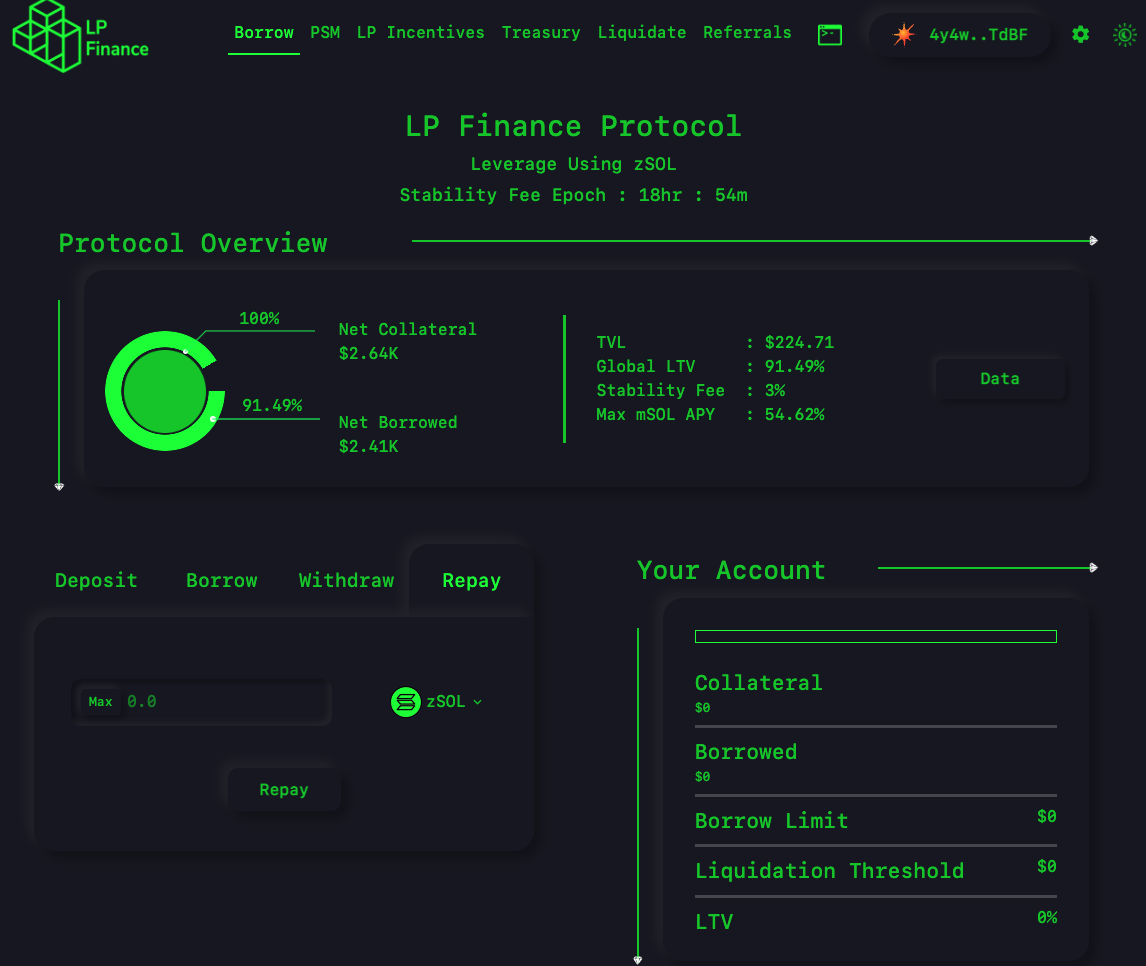 LP
Finance
Borrow PSM LP Incentives Treasury Liquidate Referrals >- 4y4w..TdBF
LP Finance Protocol
Leverage Using zSOL
Stability Fee Epoch : 18hr : 54m
Protocol Overview
100%
Net Collateral
$2.64K
91.49%
Net Borrowed
$2.41K
TVL : $224.71
Global LTV : 91.49%
Stability Fee : 3%
Max mSOL APY : 54.62%
Data
Deposit Borrow Withdraw Repay
Max 0.0 zSOL
Repay
Your Account
Collateral
$0
Borrowed
$0
Borrow Limit $0
Liquidation Threshold $0
LTV 0%